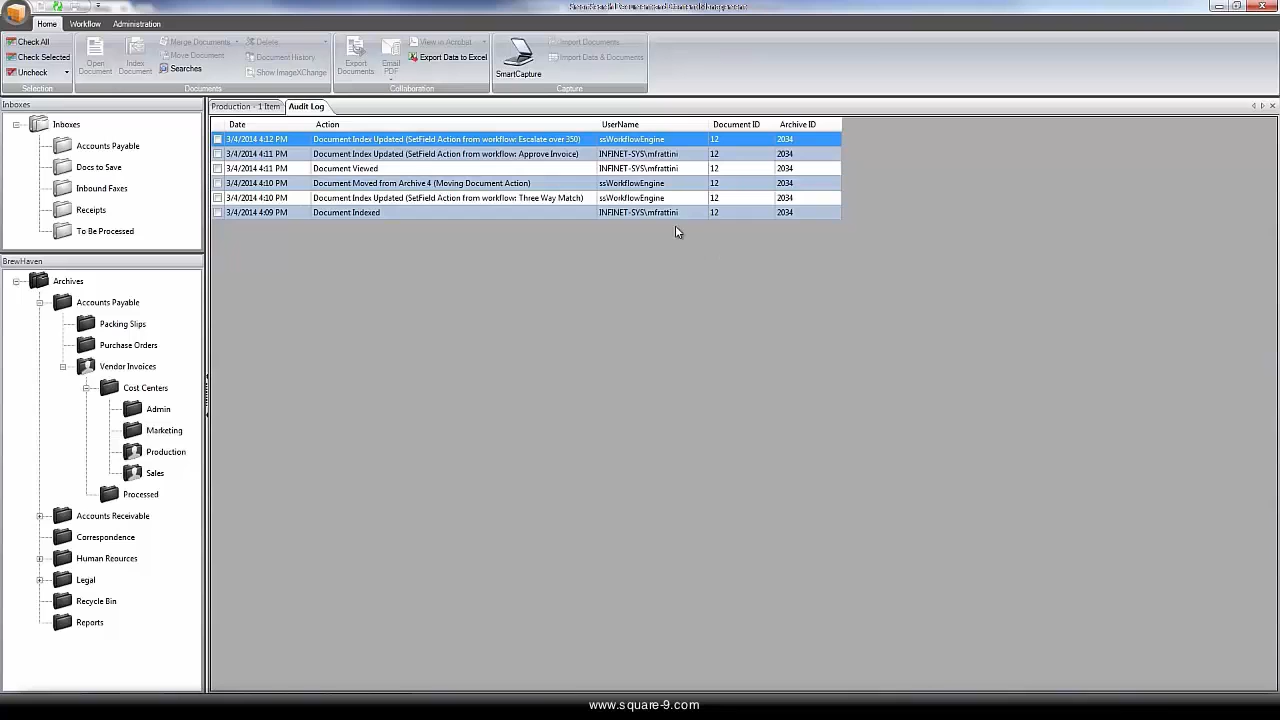 Home Workflow Administration
Check All
Check Selected
Uncheck
Selection
Open Document
Index Document
Merge Documents
Move Document
Searches
Delete
Document History
Show ImageXChange
Documents
Export Documents
Email PDF
View in Acrobat
Export Data to Excel
Collaboration
SmartCapture
Import Documents
Import Data & Documents
Capture
Inboxes
Inboxes
Accounts Payable
Docs to Save
Inbound Faxes
Receipts
To Be Processed
BrewHaven
Archives
Accounts Payable
Packing Slips
Purchase Orders
Vendor Invoices
Cost Centers
Admin
Marketing
Production
Sales
Processed
Accounts Receivable
Correspondence
Human Reources
Legal
Recycle Bin
Reports
Production - 1 Item Audit Log
Date Action UserName Document ID Archive ID
3/4/2014 4:12 PM Document Index Updated (SetField Action from workflow: Escalate over 350) ssWorkflowEngine 12 2034
3/4/2014 4:11 PM Document Index Updated (SetField Action from workflow: Approve Invoice) INFINET-SYS\mfrattini 12 2034
3/4/2014 4:11 PM Document Viewed INFINET-SYS\mfrattini 12 2034
3/4/2014 4:10 PM Document Moved from Archive 4 (Moving Document Action) ssWorkflowEngine 12 2034
3/4/2014 4:10 PM Document Index Updated (SetField Action from workflow: Three Way Match) ssWorkflowEngine 12 2034
3/4/2014 4:09 PM Document Indexed INFINET-SYS\mfrattini 12 2034
www.square-9.com